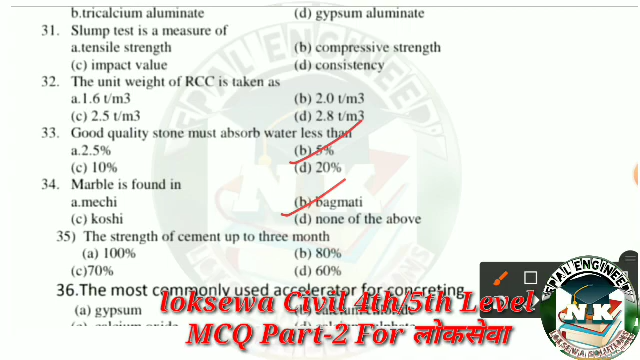 b.tricalcium aluminate (d) gypsum aluminate
31. Slump test is a measure of
a.tensile strength (b) compressive strength
(c) impact value (d) consistency
32. The unit weight of RCC is taken as
a.1.6 t/m3 (b) 2.0 t/m3
(c) 2.5 t/m3 (d) 2.8 t/m3
33. Good quality stone must absorb water less than
a.2.5% (b) 5%
(c) 10% (d) 20%
34. Marble is found in
a.mechi (b) bagmati
(c) koshi (d) none of the above
35) The strength of cement up to three month
(a) 100% (b) 80%
(c)70% (d) 60%
36.The most commonly used accelerator for concreting
(a) gypsum
loksewa Civil 4th/5th Level
MCQ Part-2 For लोकसेवा
NK